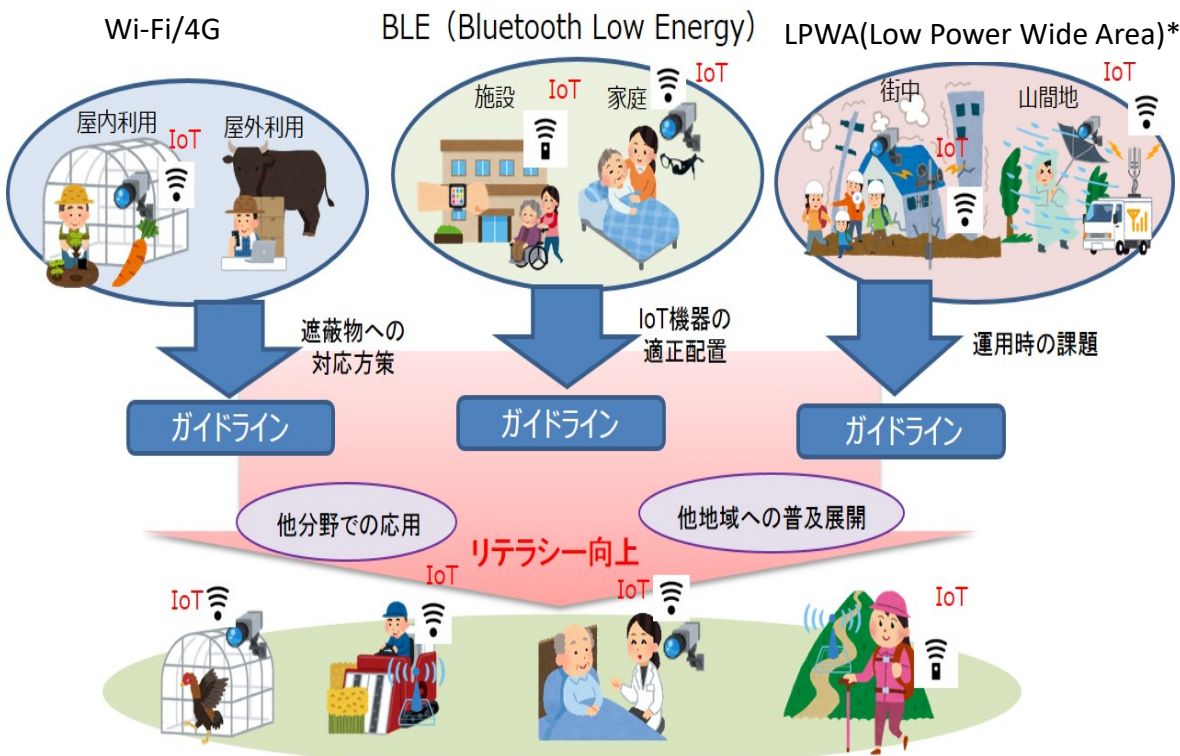 Wi-Fi/4G
BLE（Bluetooth Low Energy）
LPWA(Low Power Wide Area)*
屋内利用
IoT
屋外利用
施設
IoT
家庭
IoT
街中
IoT
山間地
IoT
遮蔽物への
対応方策
IoT機器の
適正配置
運用時の課題
ガイドライン
ガイドライン
ガイドライン
他分野での応用
他地域への普及展開
リテラシー向上
IoT
IoT
IoT
IoT